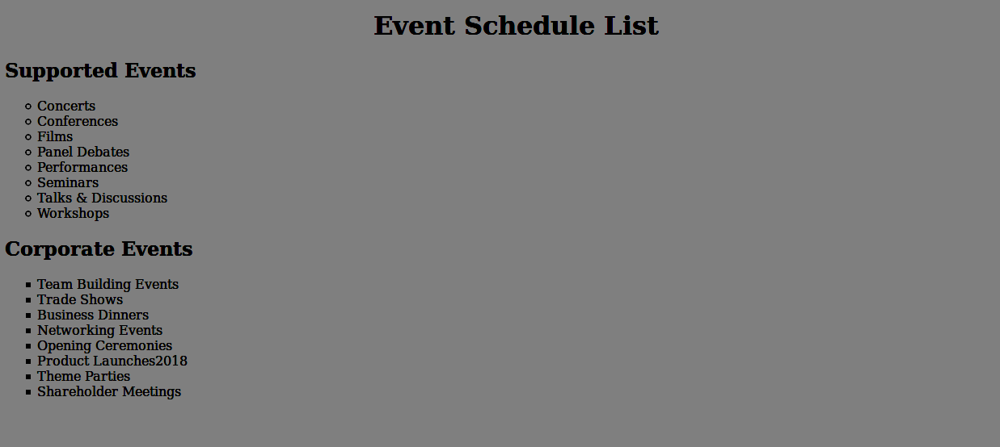 Event Schedule List
Supported Events
Concerts
Conferences
Films
Panel Debates
Performances
Seminars
Talks & Discussions
Workshops
Corporate Events
Team Building Events
Trade Shows
Business Dinners
Networking Events
Opening Ceremonies
Product Launches2018
Theme Parties
Shareholder Meetings